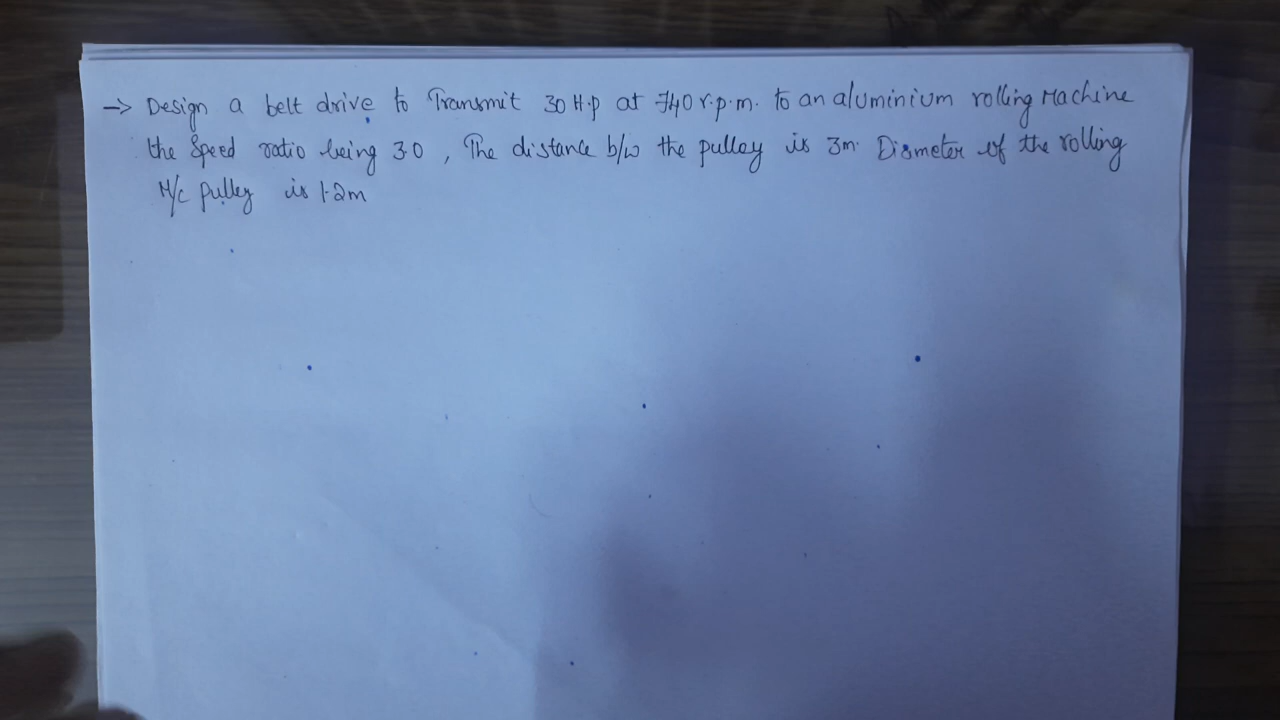 → Design a belt drive to Transmit 30 H.p at 740 r.p.m. to an aluminium rolling Machine
the Speed ratio being 3.0 , The distance b/w the pulley is 3m. Diameter of the rolling
M/c pulley is 1.2m